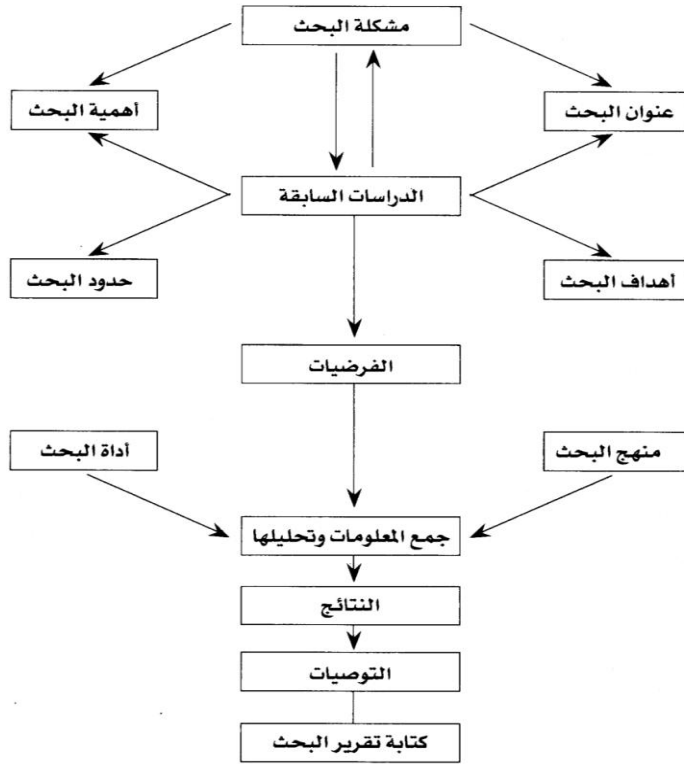 مشكلة البحث
عنوان البحث
أهمية البحث
الدراسات السابقة
أهداف البحث
حدود البحث
الفرضيات
منهج البحث
أداة البحث
جمع المعلومات وتحليلها
النتائج
التوصيات
كتابة تقرير البحث